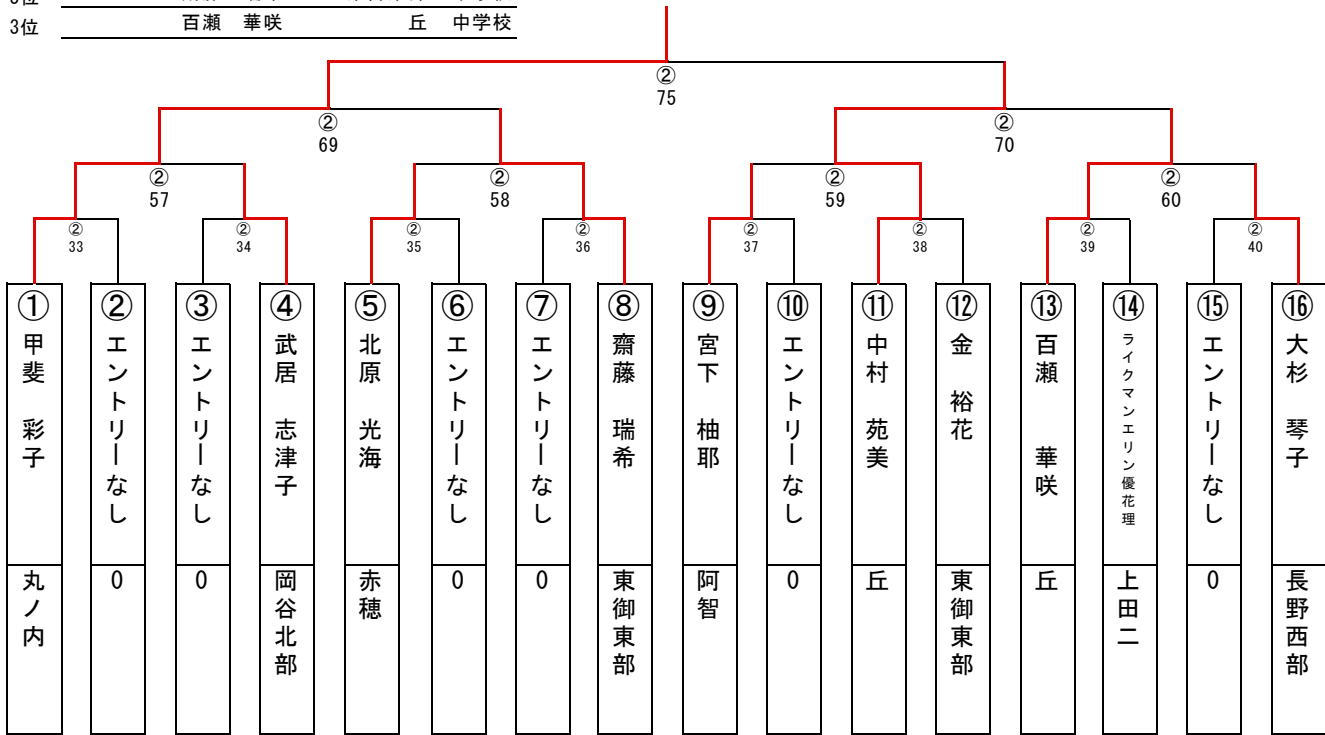 3位 百瀬 華咲 丘 中学校
②
75
② ②
69 70
② ② ② ②
57 58 59 60
② ② ② ② ② ② ② ②
33 34 35 36 37 38 39 40
① ② ③ ④ ⑤ ⑥ ⑦ ⑧ ⑨ ⑩ ⑪ ⑫ ⑬ ⑭ ⑮ ⑯
甲斐 彩子
丸ノ内
エントリーなし
0
エントリーなし
0
武居 志津子
岡谷北部
北原 光海
赤穂
エントリーなし
0
エントリーなし
0
齋藤 瑞希
東御東部
宮下 柚耶
阿智
エントリーなし
0
中村 苑美
丘
金 裕花
東御東部
百瀬 華咲
丘
ライクマンエリン優花理
上田二
エントリーなし
0
大杉 琴子
長野西部